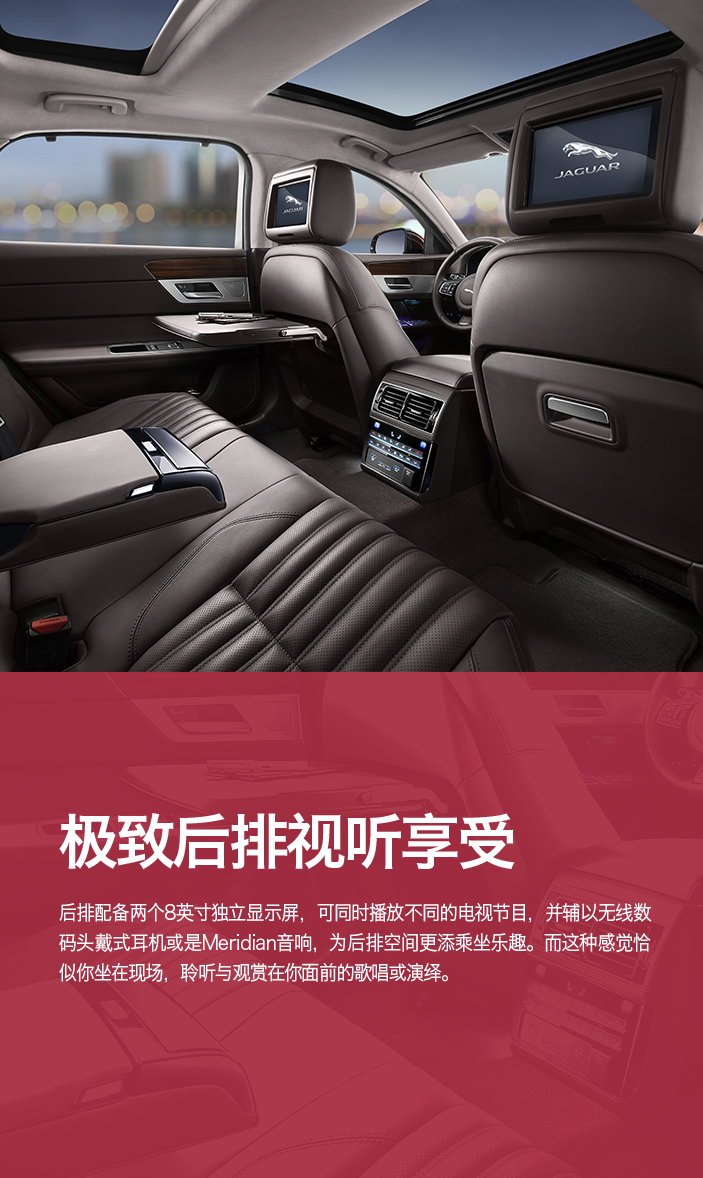 JAGUAR
JAGUAR
极致后排视听享受
后排配备两个8英寸独立显示屏，可同时播放不同的电视节目，并辅以无线数
码头戴式耳机或是Meridian音响，为后排空间更添乘坐乐趣。而这种感觉恰
似你坐在现场，聆听与观赏在你面前的歌唱或演绎。